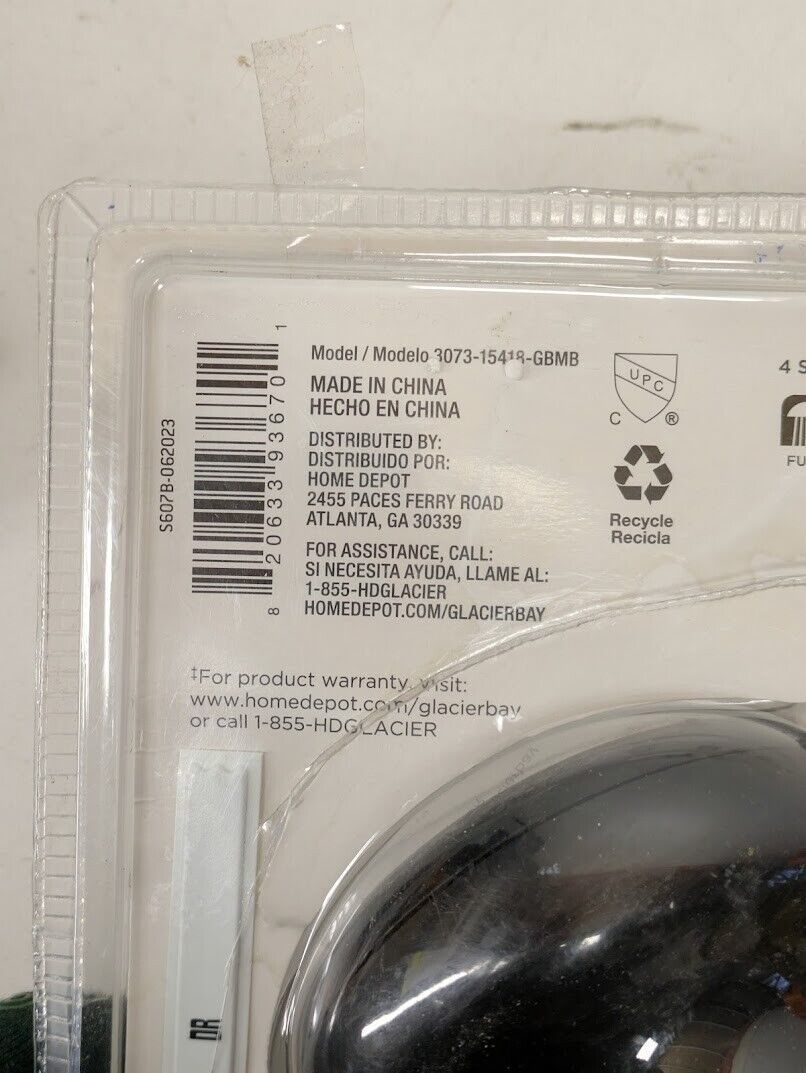 Model / Modelo 3073-15418-GBMB
MADE IN CHINA
HECHO EN CHINA
DISTRIBUTED BY:
DISTRIBUIDO POR:
HOME DEPOT
2455 PACES FERRY ROAD
ATLANTA, GA 30339
FOR ASSISTANCE, CALL:
SI NECESITA AYUDA, LLAME AL:
1-855-HDGLACIER
HOMEDEPOT.COM/GLACIERBAY
S607B-062023
8 20633 93670 1
UPC
C ®
Recycle
Recicla
4 S
FU
‡For product warranty, visit:
www.homedepot.com/glacierbay
or call 1-855-HDGLACIER